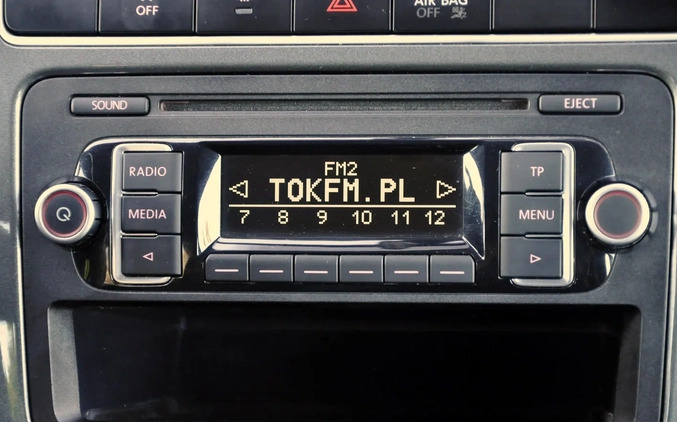 OFF
AIR BAG
OFF
SOUND
EJECT
RADIO
FM2
TP
TOKFM.PL
MEDIA
7 8 9 10 11 12
MENU